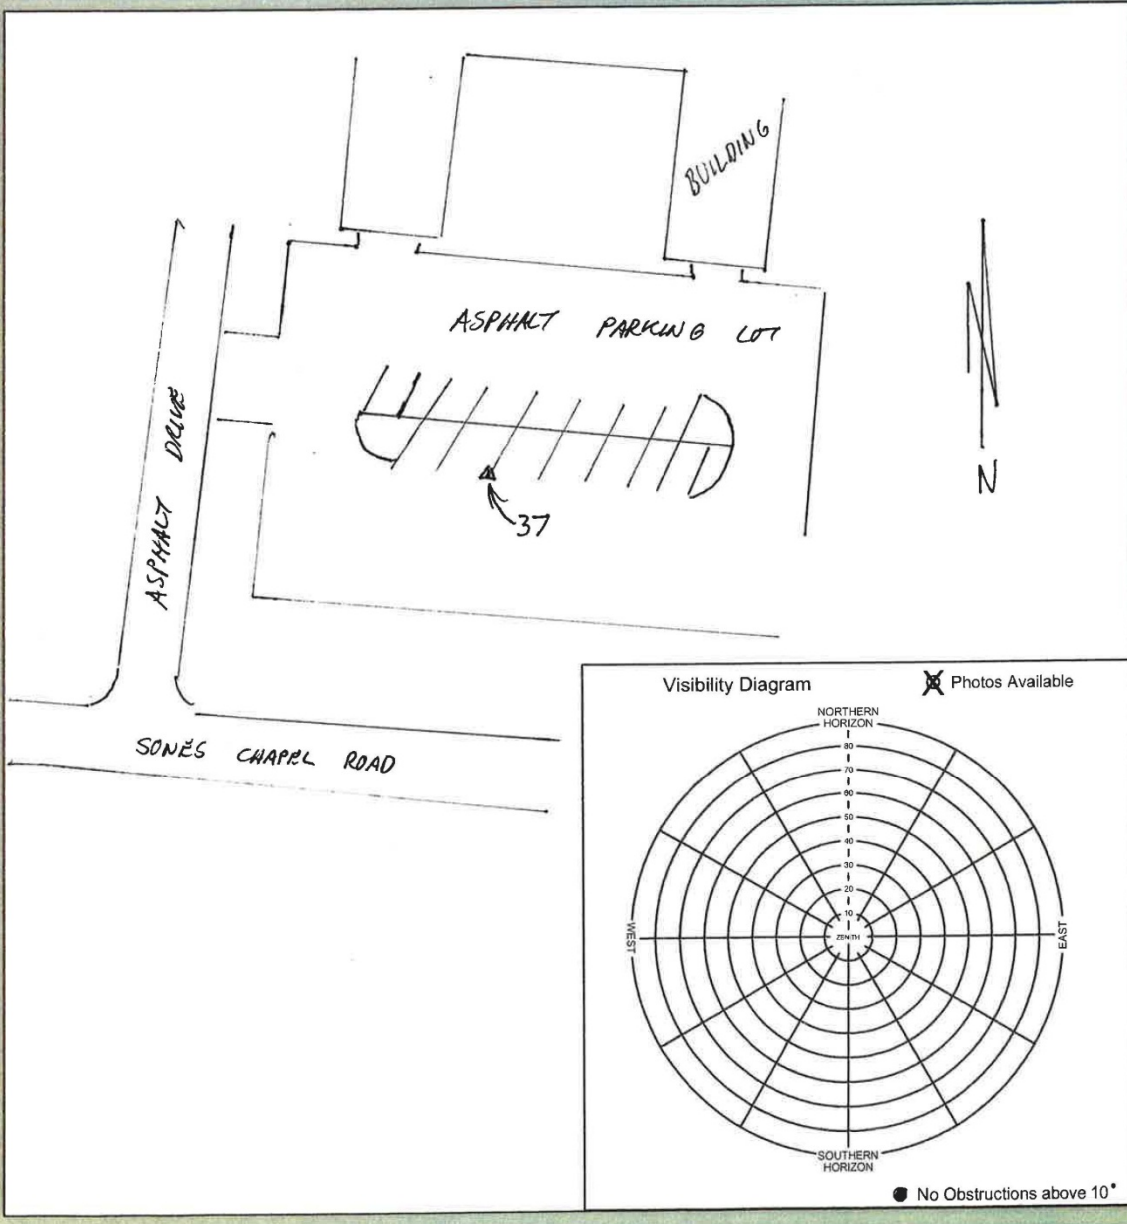 BUILDING
ASPHALT PARKING LOT
ASPHALT DRIVE
37
N
SONES CHAPEL ROAD
Visibility Diagram
Photos Available
NORTHERN
HORIZON
80
70
60
50
40
30
20
10
ZENITH
WEST
EAST
SOUTHERN
HORIZON
No Obstructions above 10°